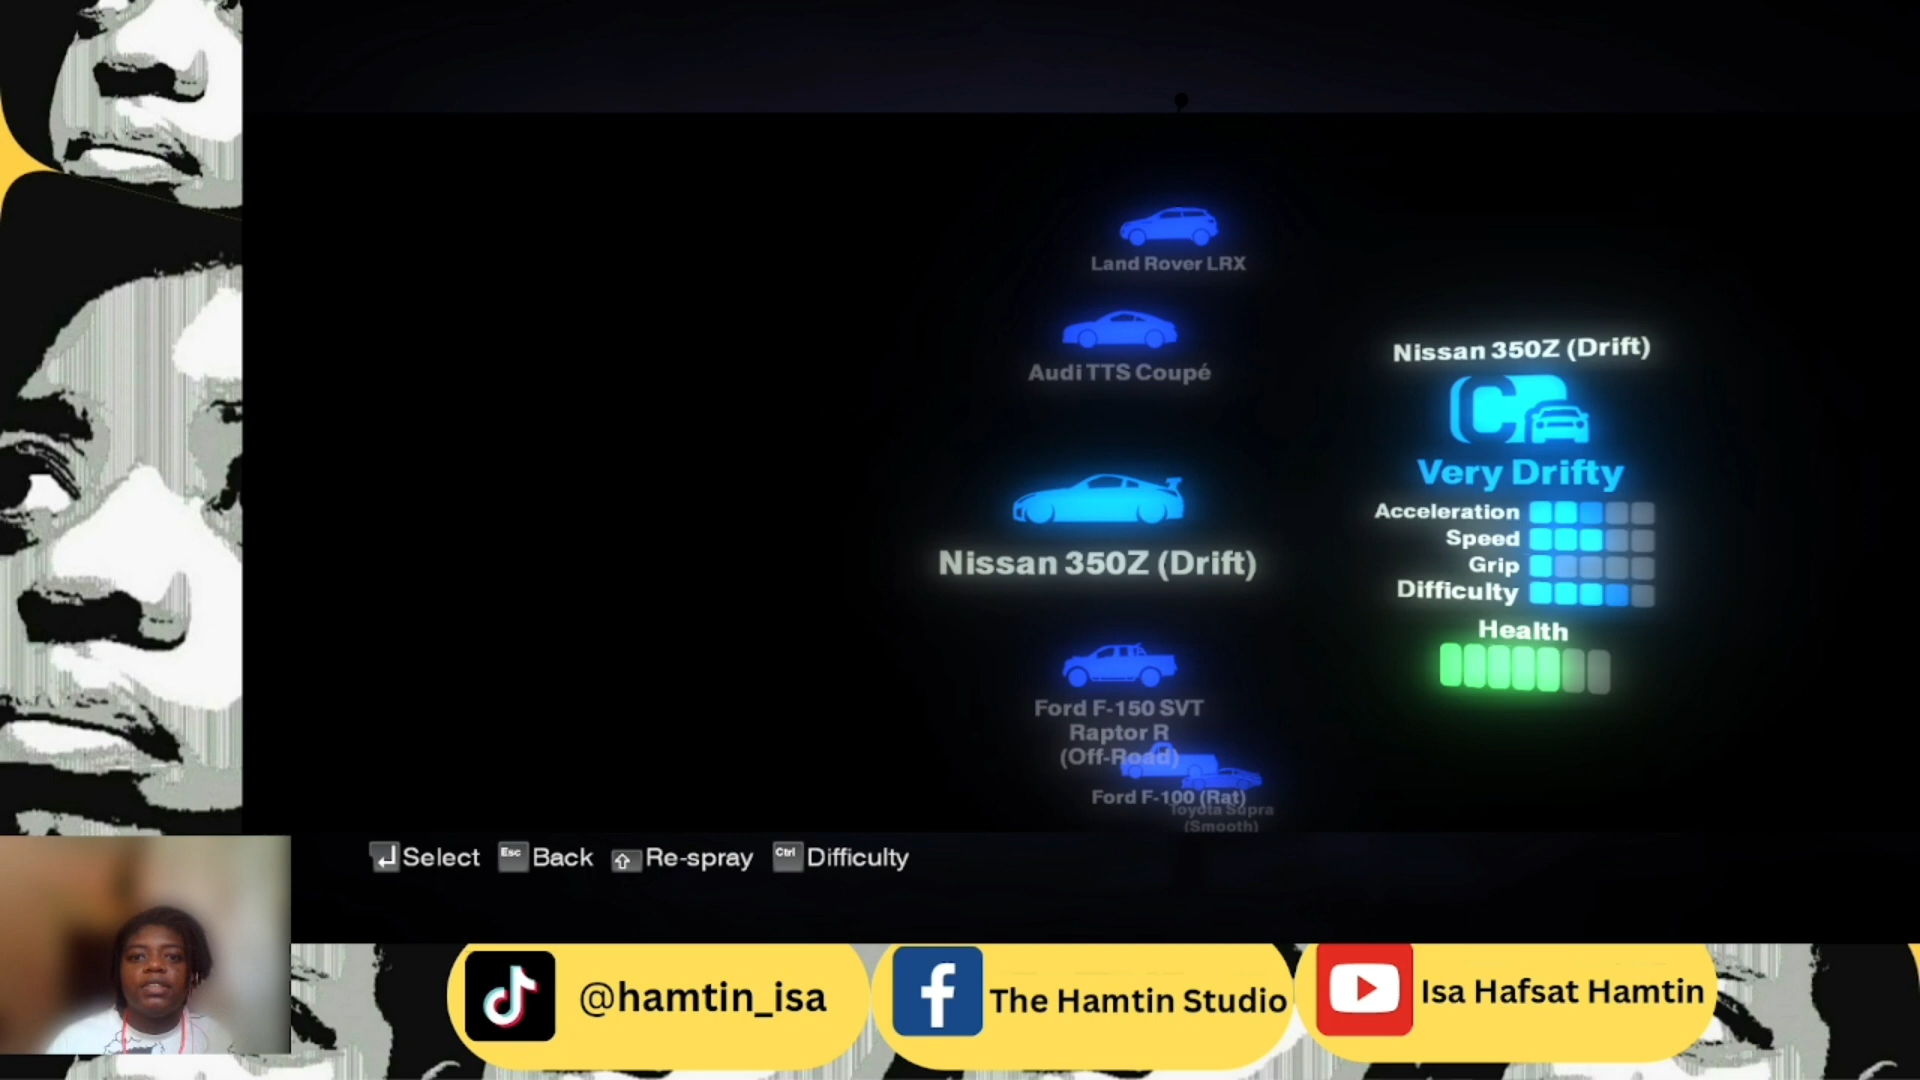 Land Rover LRX
Audi TTS Coupé
Nissan 350Z (Drift)
Ford F-150 SVT
Raptor R
(Off-Road)
Ford F-100 (Rat)
Toyota Supra
(Smooth)
Nissan 350Z (Drift)
C
Very Drifty
Acceleration
Speed
Grip
Difficulty
Health
Select Esc Back Re-spray Ctrl Difficulty
@hamtin_isa
The Hamtin Studio
Isa Hafsat Hamtin